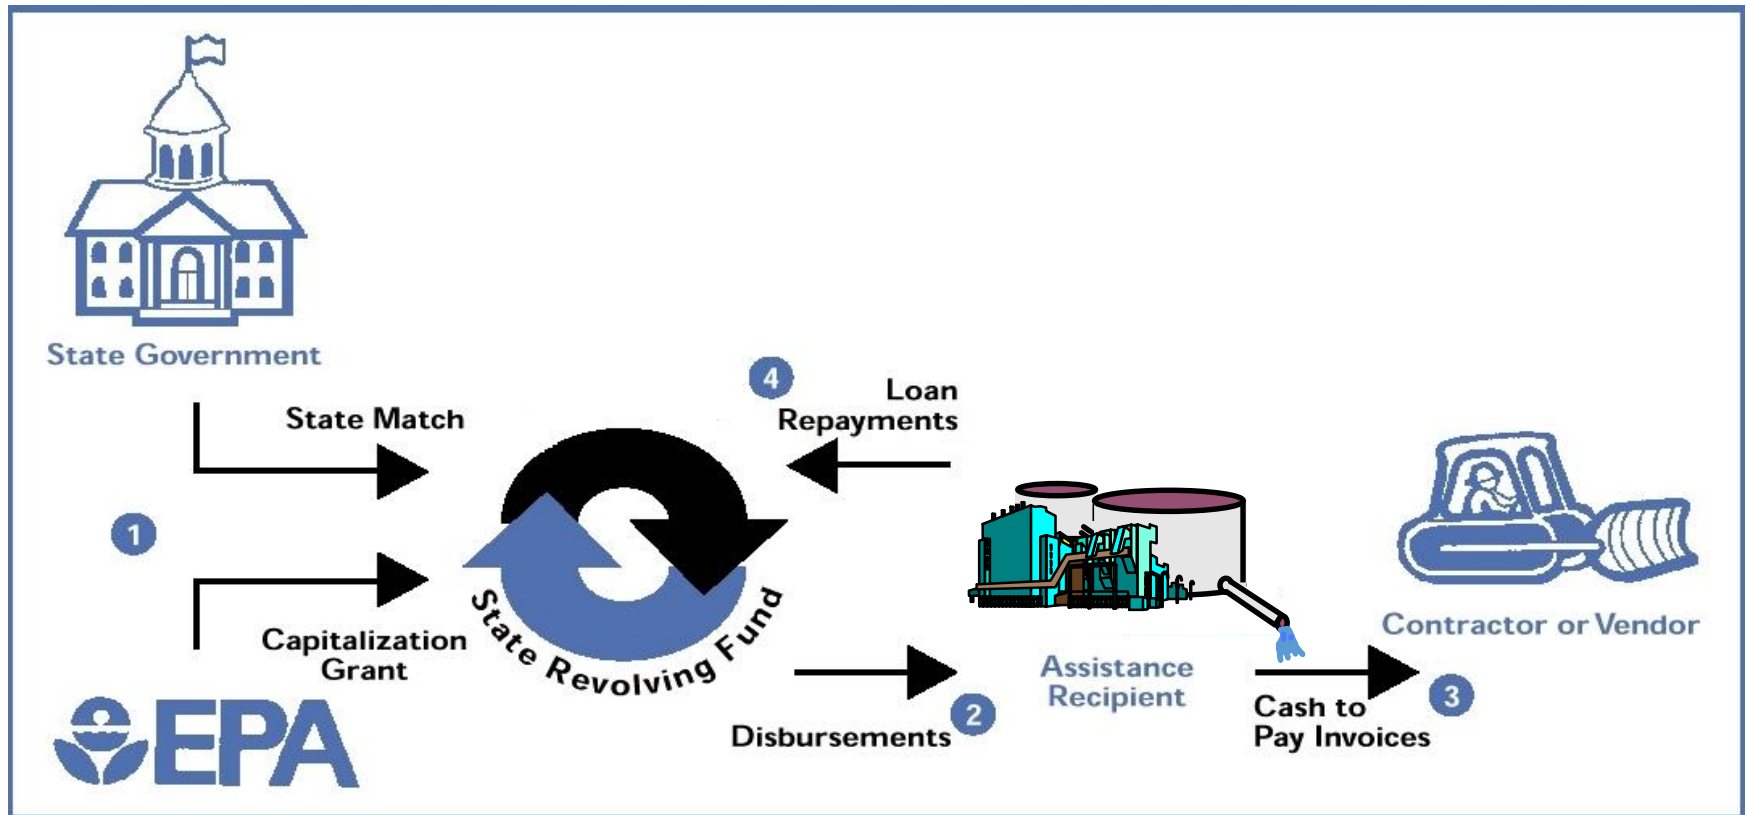 State Government
State Match
1
Capitalization
Grant
EPA
State Revolving Fund
4
Loan
Repayments
Disbursements
2
Assistance
Recipient
Cash to
Pay Invoices
3
Contractor or Vendor